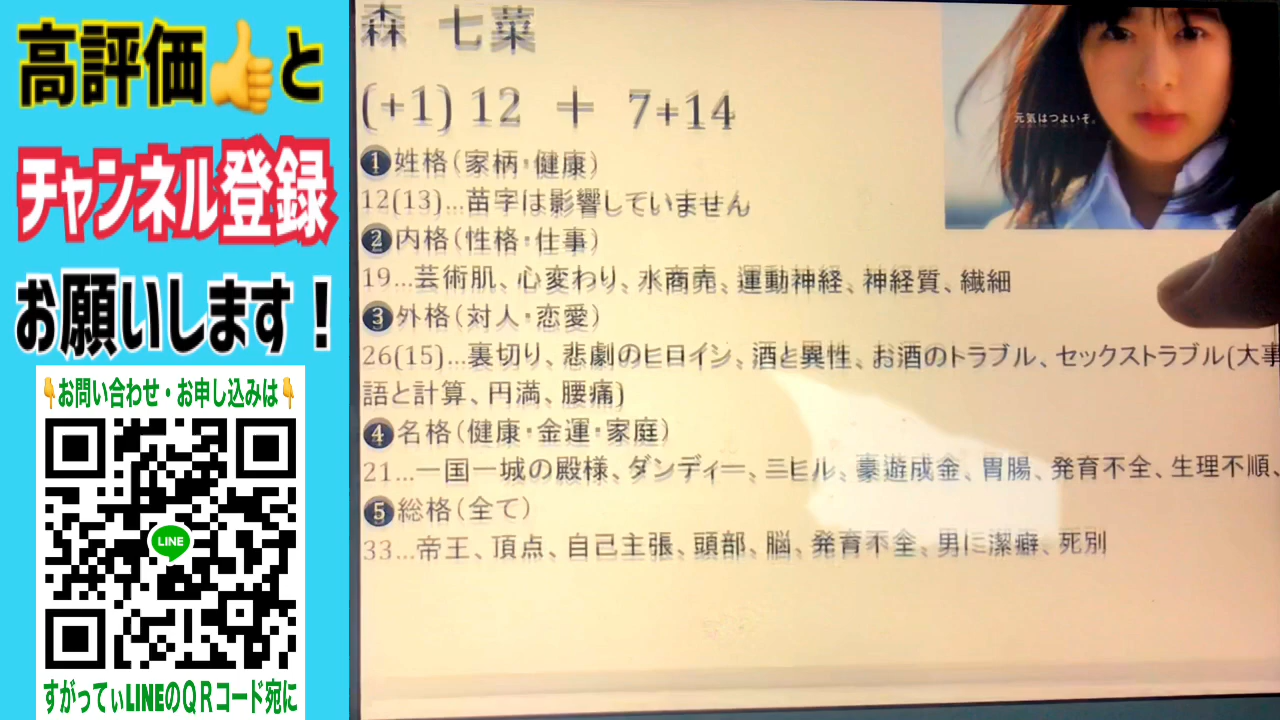 高評価👍と
チャンネル登録
お願いします！
👇お問い合わせ・お申し込みは👇
LINE
すがってぃLINEのＱＲコード宛に
森 七菜
(+1) 12 ＋ 7+14
元気はつよいぞ。
❶姓格(家柄・健康)
12(13)…苗字は影響していません
❷内格(性格・仕事)
19…芸術肌、心変わり、水商売、運動神経、神経質、繊細
❸外格(対人・恋愛)
26(15)…裏切り、悲劇のヒロイン、酒と異性、お酒のトラブル、セックストラブル(大事
語と計算、円満、腰痛)
❹名格(健康・金運・家庭)
21…一国一城の殿様、ダンディー、ニヒル、豪遊成金、胃腸、発育不全、生理不順、
❺総格(全て)
33…帝王、頂点、自己主張、頭部、脳、発育不全、男に潔癖、死別